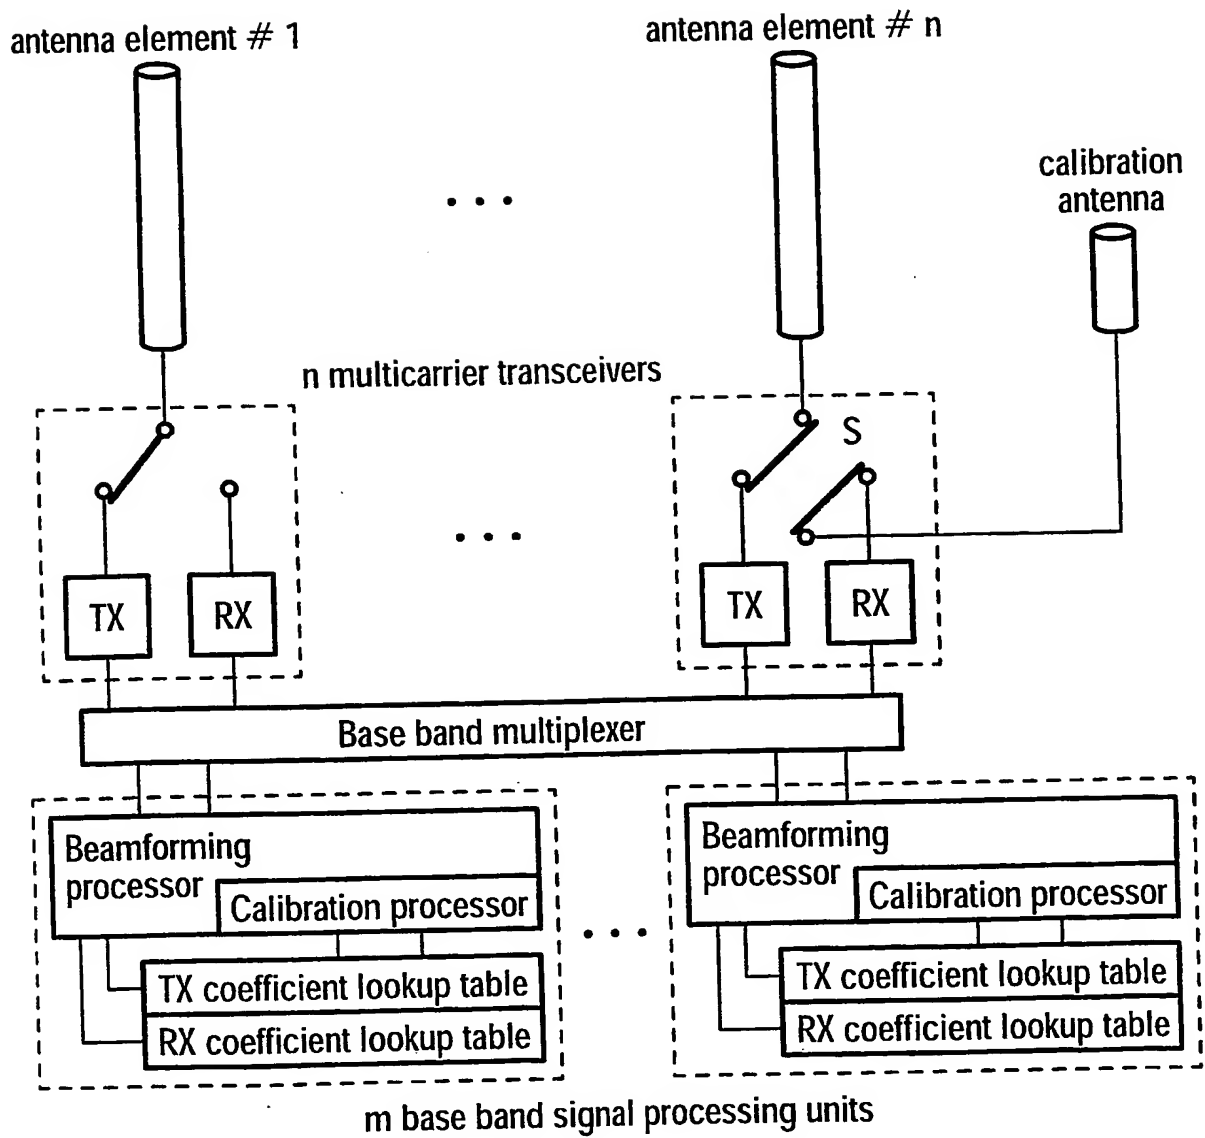 antenna element # 1
antenna element # n
calibration
antenna
n multicarrier transceivers
S
TX
RX
TX
RX
Base band multiplexer
Beamforming
processor
Calibration processor
TX coefficient lookup table
RX coefficient lookup table
Beamforming
processor
Calibration processor
TX coefficient lookup table
RX coefficient lookup table
m base band signal processing units